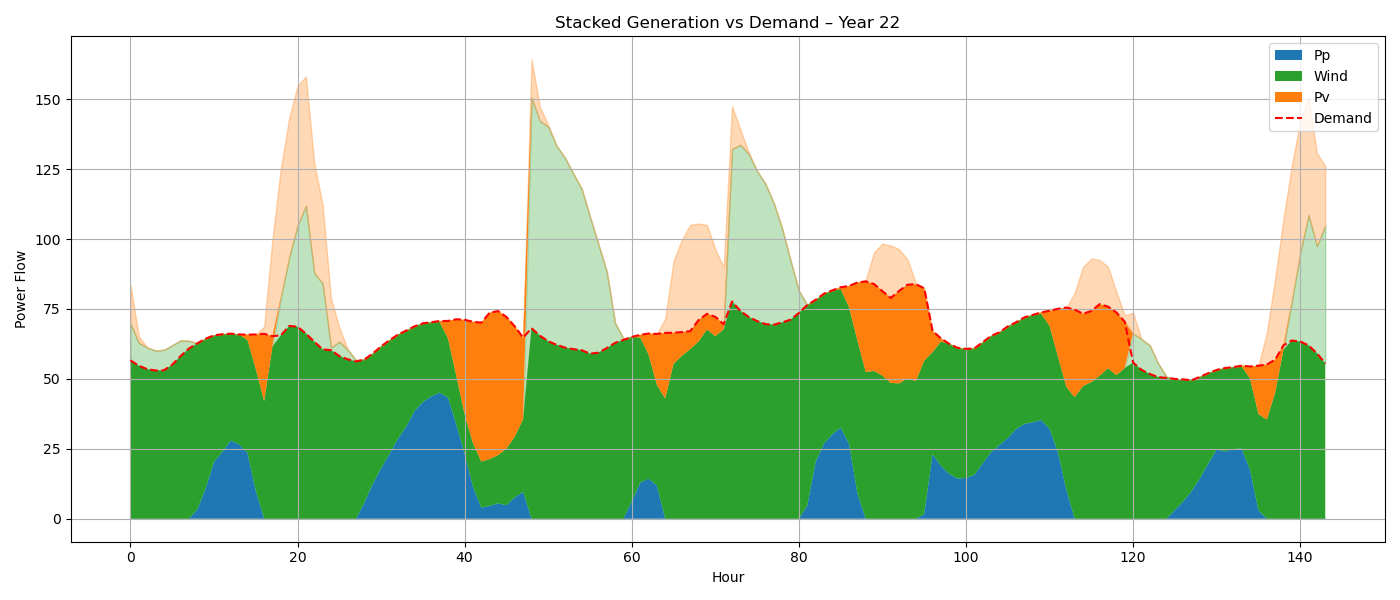 Stacked Generation vs Demand – Year 22
Pp
Wind
Pv
Demand
Power Flow
150
125
100
75
50
25
0
0 20 40 60 80 100 120 140
Hour